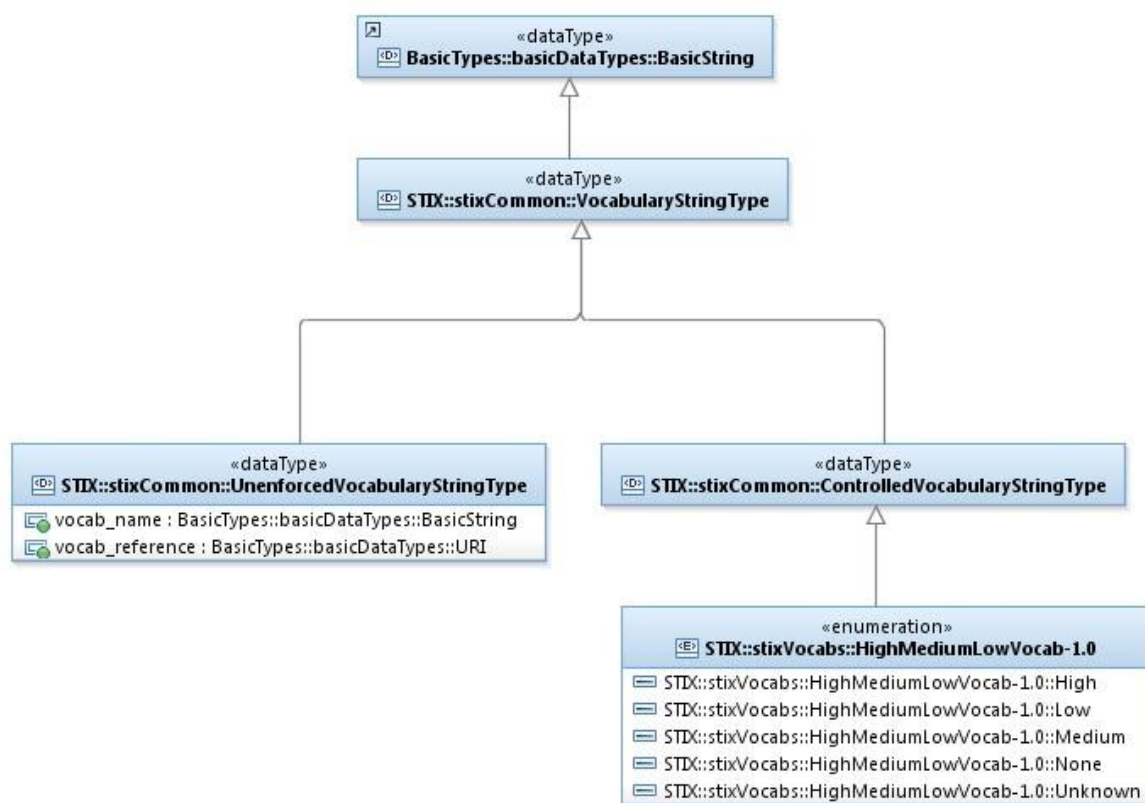 «dataType»
BasicTypes::basicDataTypes::BasicString
«dataType»
STIX::stixCommon::VocabularyStringType
«dataType»
STIX::stixCommon::UnenforcedVocabularyStringType
vocab_name : BasicTypes::basicDataTypes::BasicString
vocab_reference : BasicTypes::basicDataTypes::URI
«dataType»
STIX::stixCommon::ControlledVocabularyStringType
«enumeration»
STIX::stixVocabs::HighMediumLowVocab-1.0
STIX::stixVocabs::HighMediumLowVocab-1.0::High
STIX::stixVocabs::HighMediumLowVocab-1.0::Low
STIX::stixVocabs::HighMediumLowVocab-1.0::Medium
STIX::stixVocabs::HighMediumLowVocab-1.0::None
STIX::stixVocabs::HighMediumLowVocab-1.0::Unknown